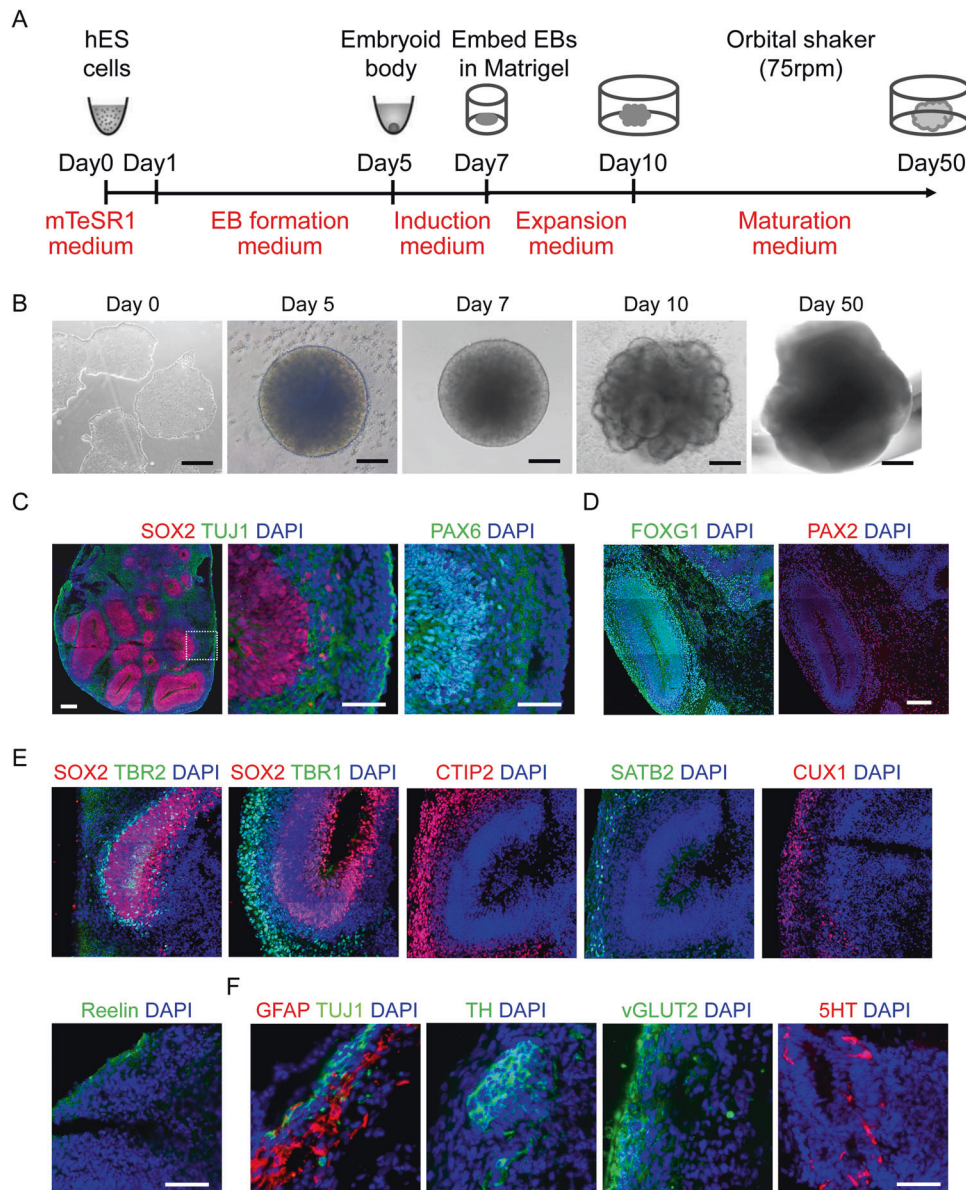 A
hES
cells
Embryoid
body
Embed EBs
in Matrigel
Orbital shaker
(75rpm)
Day0 Day1 Day5 Day7 Day10 Day50
mTeSR1
medium
EB formation
medium
Induction
medium
Expansion
medium
Maturation
medium
B
Day 0 Day 5 Day 7 Day 10 Day 50
C
SOX2 TUJ1 DAPI PAX6 DAPI
D
FOXG1 DAPI PAX2 DAPI
E
SOX2 TBR2 DAPI SOX2 TBR1 DAPI CTIP2 DAPI SATB2 DAPI CUX1 DAPI
Reelin DAPI
F
GFAP TUJ1 DAPI TH DAPI vGLUT2 DAPI 5HT DAPI